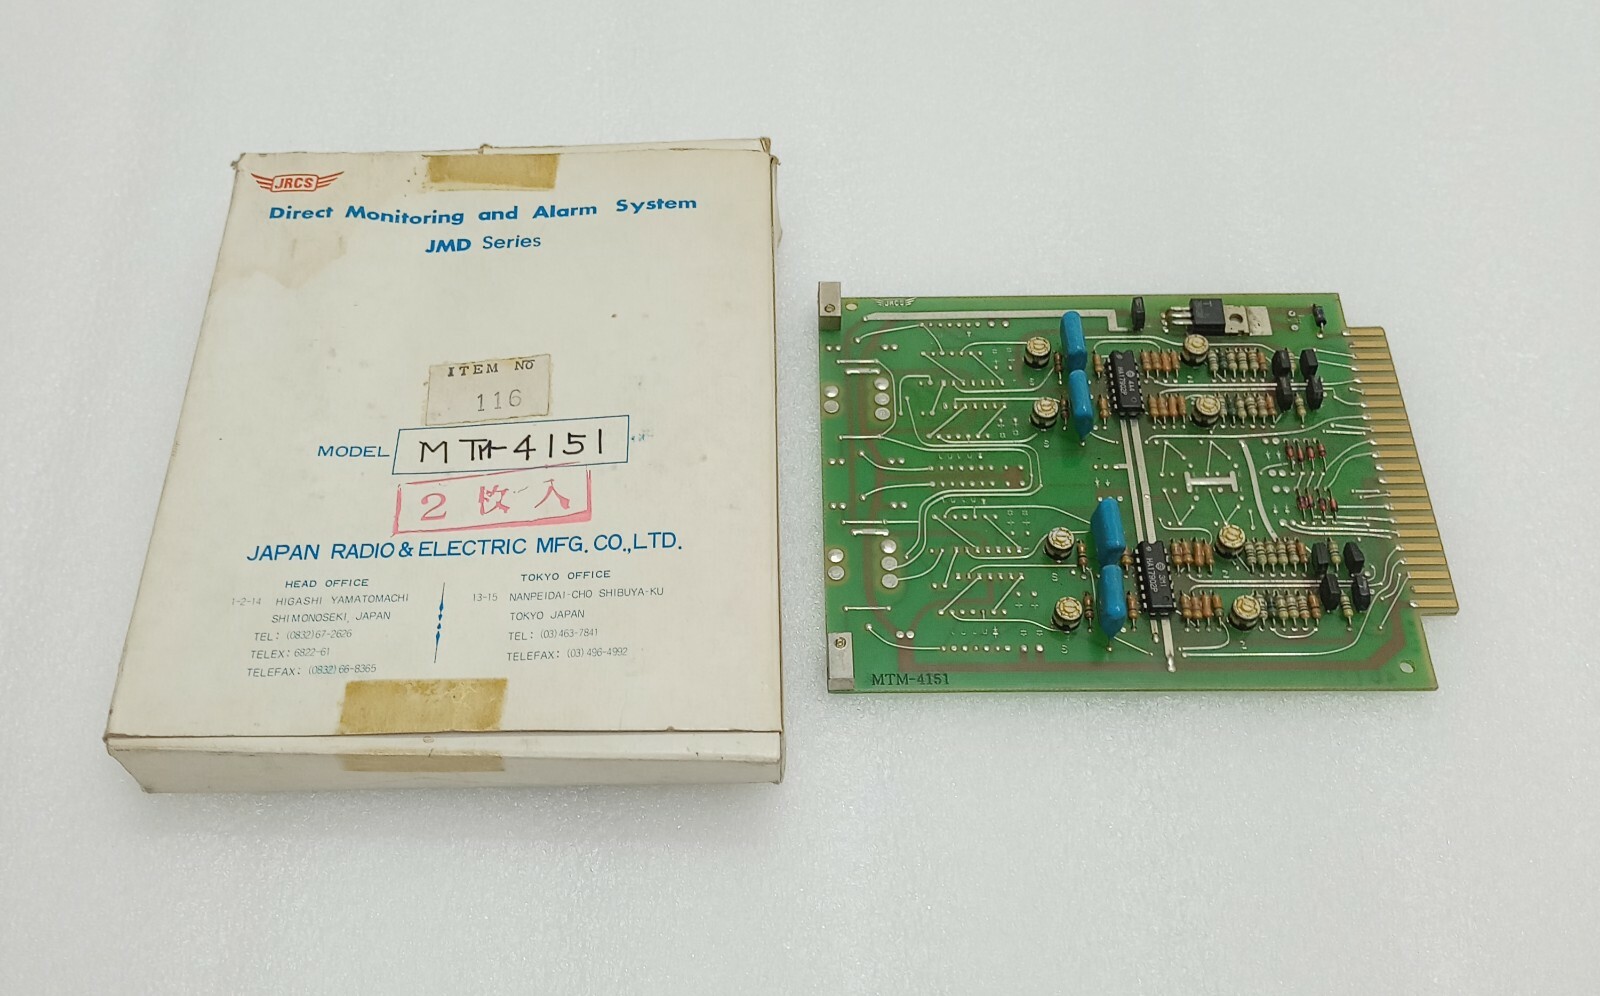 JRCS
Direct Monitoring and Alarm System
JMD Series
ITEM No
116
MODEL MTM-4151
2枚入
JAPAN RADIO & ELECTRIC MFG. CO., LTD.
HEAD OFFICE
1-2-14 HIGASHI YAMATOMACHI
SHIMONOSEKI, JAPAN
TEL: (0832)67-2626
TELEX: 6822-61
TELEFAX: (0832)66-8365
TOKYO OFFICE
13-15 NANPEIDAI-CHO SHIBUYA-KU
TOKYO JAPAN
TEL: (03)463-7841
TELEFAX: (03)496-4992
JRCS
HA17902P
HA17902P
MTM-4151